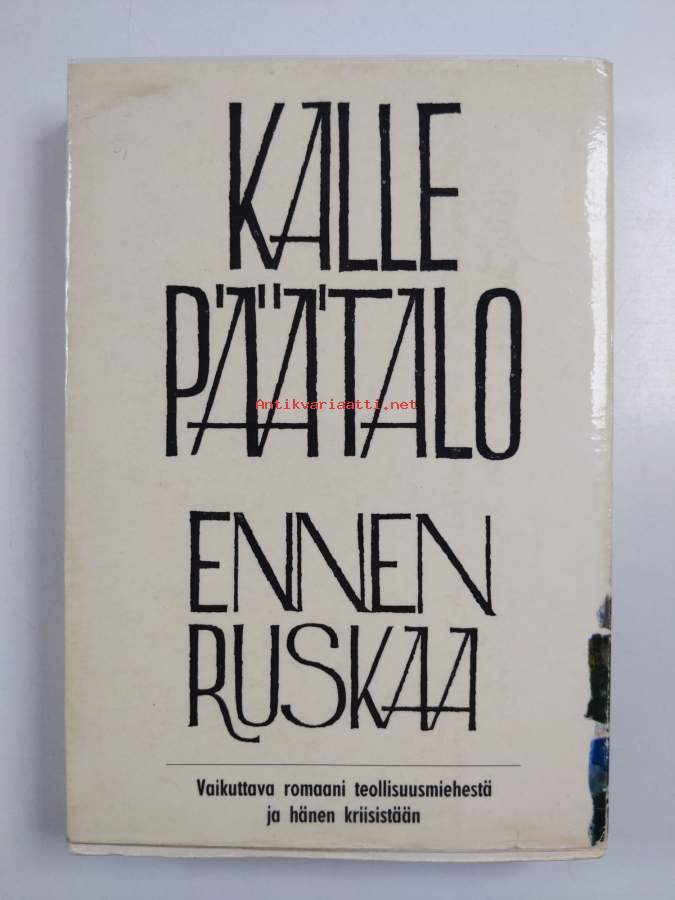 KALLE
PÄÄTALO
Antikvariaatti.net
ENNEN
RUSKAA
Vaikuttava romaani teollisuusmiehestä
ja hänen kriisistään